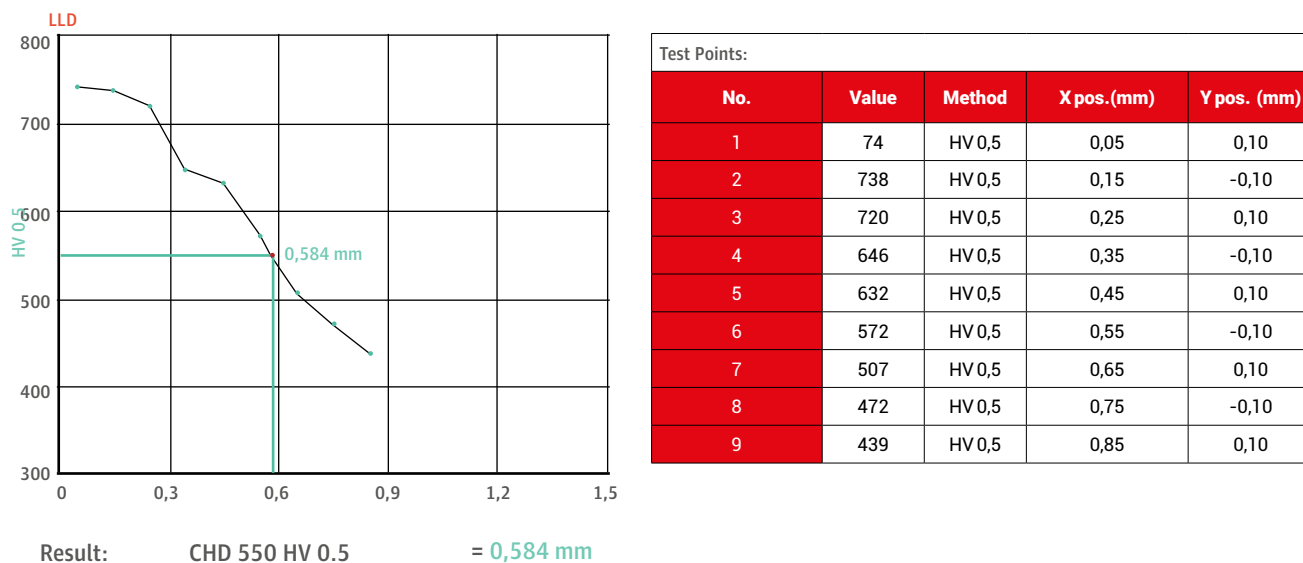 LLD
800
700
600
500
400
300
HV 0.5
0,584 mm
0 0,3 0,6 0,9 1,2 1,5
Result: CHD 550 HV 0.5 = 0,584 mm
Test Points:
No. Value Method X pos.(mm) Y pos. (mm)
1 74 HV 0,5 0,05 0,10
2 738 HV 0,5 0,15 -0,10
3 720 HV 0,5 0,25 0,10
4 646 HV 0,5 0,35 -0,10
5 632 HV 0,5 0,45 0,10
6 572 HV 0,5 0,55 -0,10
7 507 HV 0,5 0,65 0,10
8 472 HV 0,5 0,75 -0,10
9 439 HV 0,5 0,85 0,10